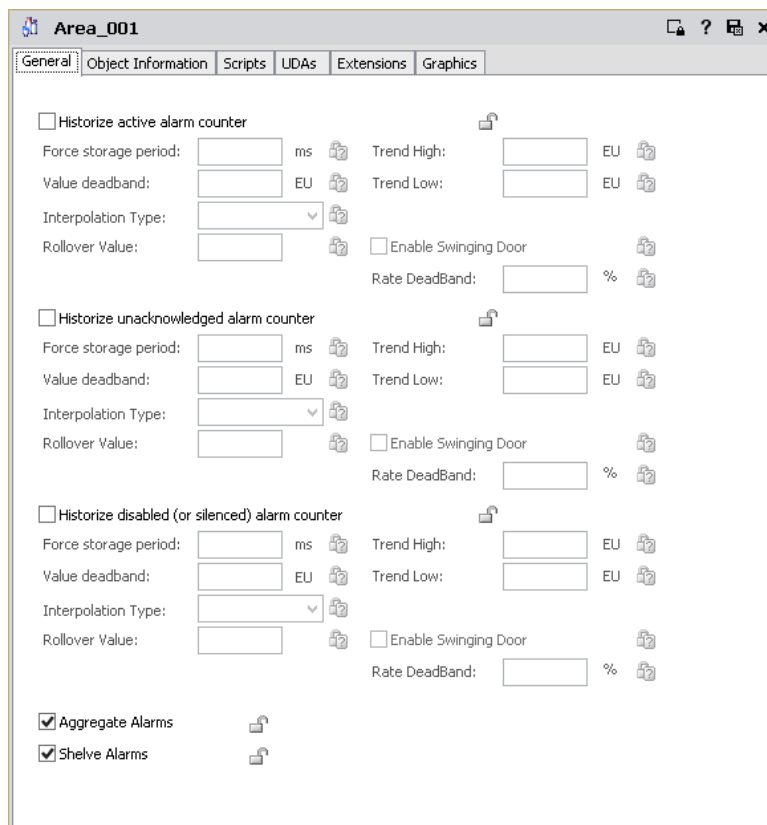 Area_001 ?
General Object Information Scripts UDAs Extensions Graphics
Historize active alarm counter
Force storage period: ms Trend High: EU
Value deadband: EU Trend Low: EU
Interpolation Type:
Rollover Value: Enable Swinging Door
Rate DeadBand: %
Historize unacknowledged alarm counter
Force storage period: ms Trend High: EU
Value deadband: EU Trend Low: EU
Interpolation Type:
Rollover Value: Enable Swinging Door
Rate DeadBand: %
Historize disabled (or silenced) alarm counter
Force storage period: ms Trend High: EU
Value deadband: EU Trend Low: EU
Interpolation Type:
Rollover Value: Enable Swinging Door
Rate DeadBand: %
Aggregate Alarms
Shelve Alarms